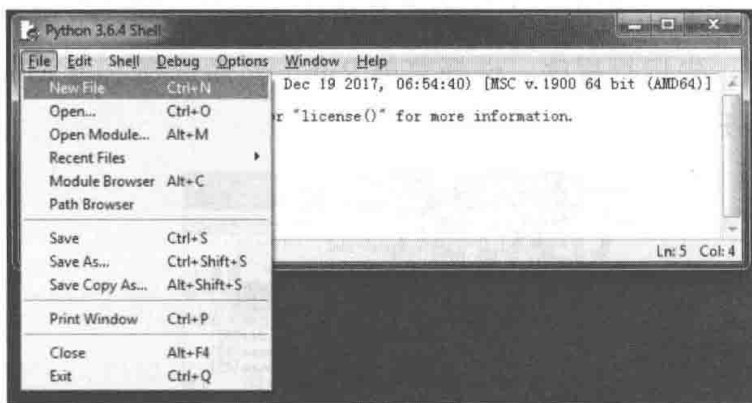 Python 3.6.4 Shell
File Edit Shell Debug Options Window Help
New File Ctrl+N
Dec 19 2017, 06:54:40) [MSC v.1900 64 bit (AMD64)]
Open... Ctrl+O
r "license()" for more information.
Open Module... Alt+M
Recent Files
Module Browser Alt+C
Path Browser
Save Ctrl+S
Ln: 5 Col: 4
Save As... Ctrl+Shift+S
Save Copy As... Alt+Shift+S
Print Window Ctrl+P
Close Alt+F4
Exit Ctrl+Q